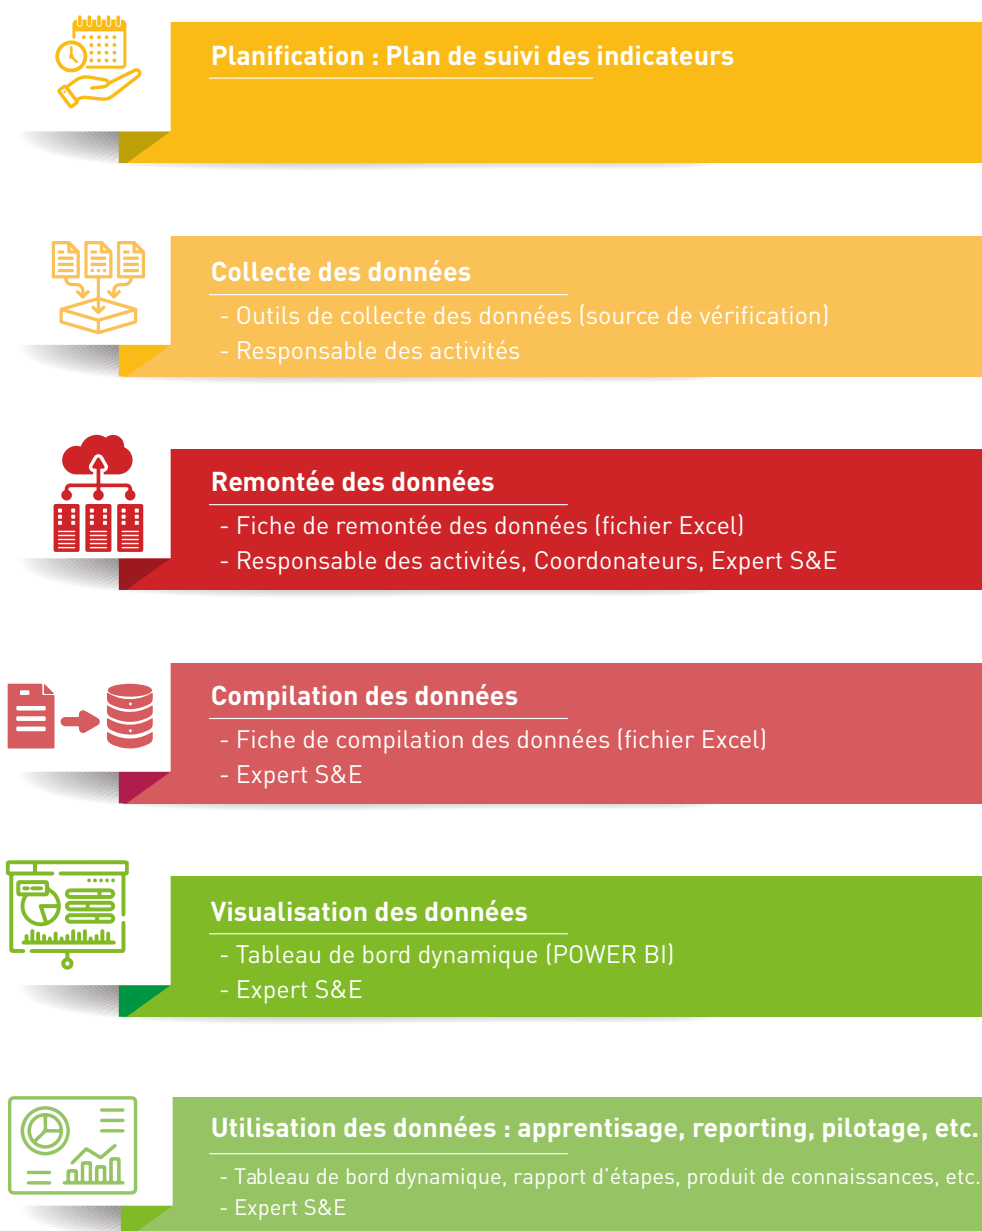 Planification : Plan de suivi des indicateurs
Collecte des données
- Outils de collecte des données (source de vérification)
- Responsable des activités
Remontée des données
- Fiche de remontée des données (fichier Excel)
- Responsable des activités, Coordonateurs, Expert S&E
Compilation des données
- Fiche de compilation des données (fichier Excel)
- Expert S&E
Visualisation des données
- Tableau de bord dynamique (POWER BI)
- Expert S&E
Utilisation des données : apprentisage, reporting, pilotage, etc.
- Tableau de bord dynamique, rapport d’étapes, produit de connaissances, etc.
- Expert S&E